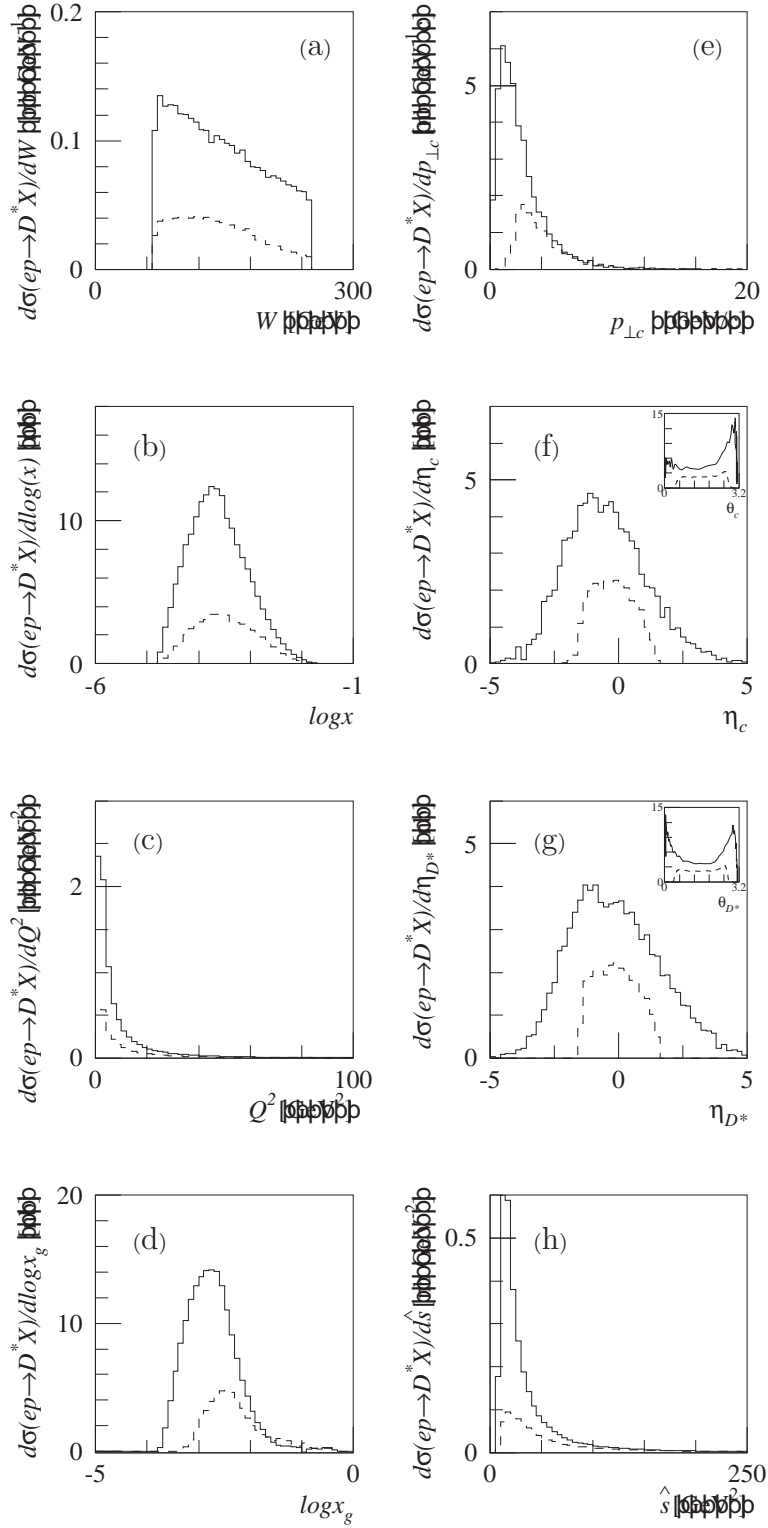 dσ(ep→D*X)/dW
0.2
0.1
0
(a)
0
300
W
dσ(ep→D*X)/dp⊥c
5
0
(e)
0
20
p⊥c
dσ(ep→D*X)/dlog(x)
10
0
(b)
-6
-1
logx
dσ(ep→D*X)/dηc
5
0
(f)
15
0
0
3.2
θc
-5
0
5
ηc
dσ(ep→D*X)/dQ²
2
0
(c)
0
100
Q²
dσ(ep→D*X)/dηD*
5
0
(g)
15
0
0
3.2
θD*
-5
0
5
ηD*
dσ(ep→D*X)/dlogxg
20
10
0
(d)
-5
0
logxg
dσ(ep→D*X)/dŝ
0.5
0
(h)
0
250
ŝ